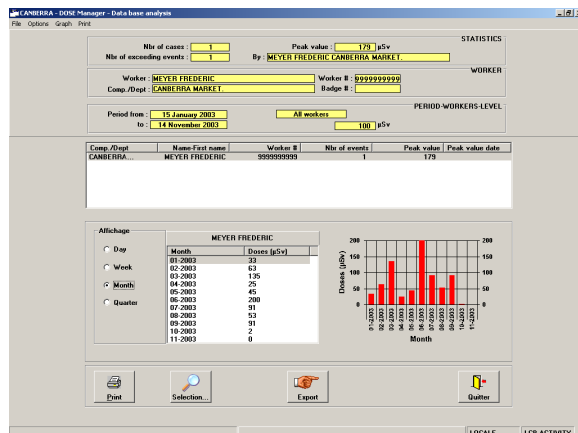 CANBERRA - DOSE Manager - Data base analysis
File Options Graph Print
STATISTICS
Nbr of cases : 1 Peak value : 179 µSv
Nbr of exceeding events : 1 By : MEYER FREDERIC CANBERRA MARKET.
WORKER
Worker : MEYER FREDERIC Worker # : 9999999999
Comp./Dept : CANBERRA MARKET. Badge # :
PERIOD-WORKERS-LEVEL
Period from : 15 January 2003 All workers
to : 14 November 2003 100 µSv
Comp./Dept Name-First name Worker # Nbr of events Peak value Peak value date
CANBERRA... MEYER FREDERIC 9999999999 1 179
Affichage
Day
Week
Month
Quarter
MEYER FREDERIC
Month Doses (µSv)
01-2003 33
02-2003 63
03-2003 135
04-2003 25
05-2003 45
06-2003 200
07-2003 91
08-2003 53
09-2003 91
10-2003 2
11-2003 0
Doses (µSv)
200 200
150 150
100 100
50 50
0 0
01-2003 02-2003 03-2003 04-2003 05-2003 06-2003 07-2003 08-2003 09-2003 10-2003 11-2003
Month
Print Selection... Export Quitter
LOCALE LCB ACTIVITY